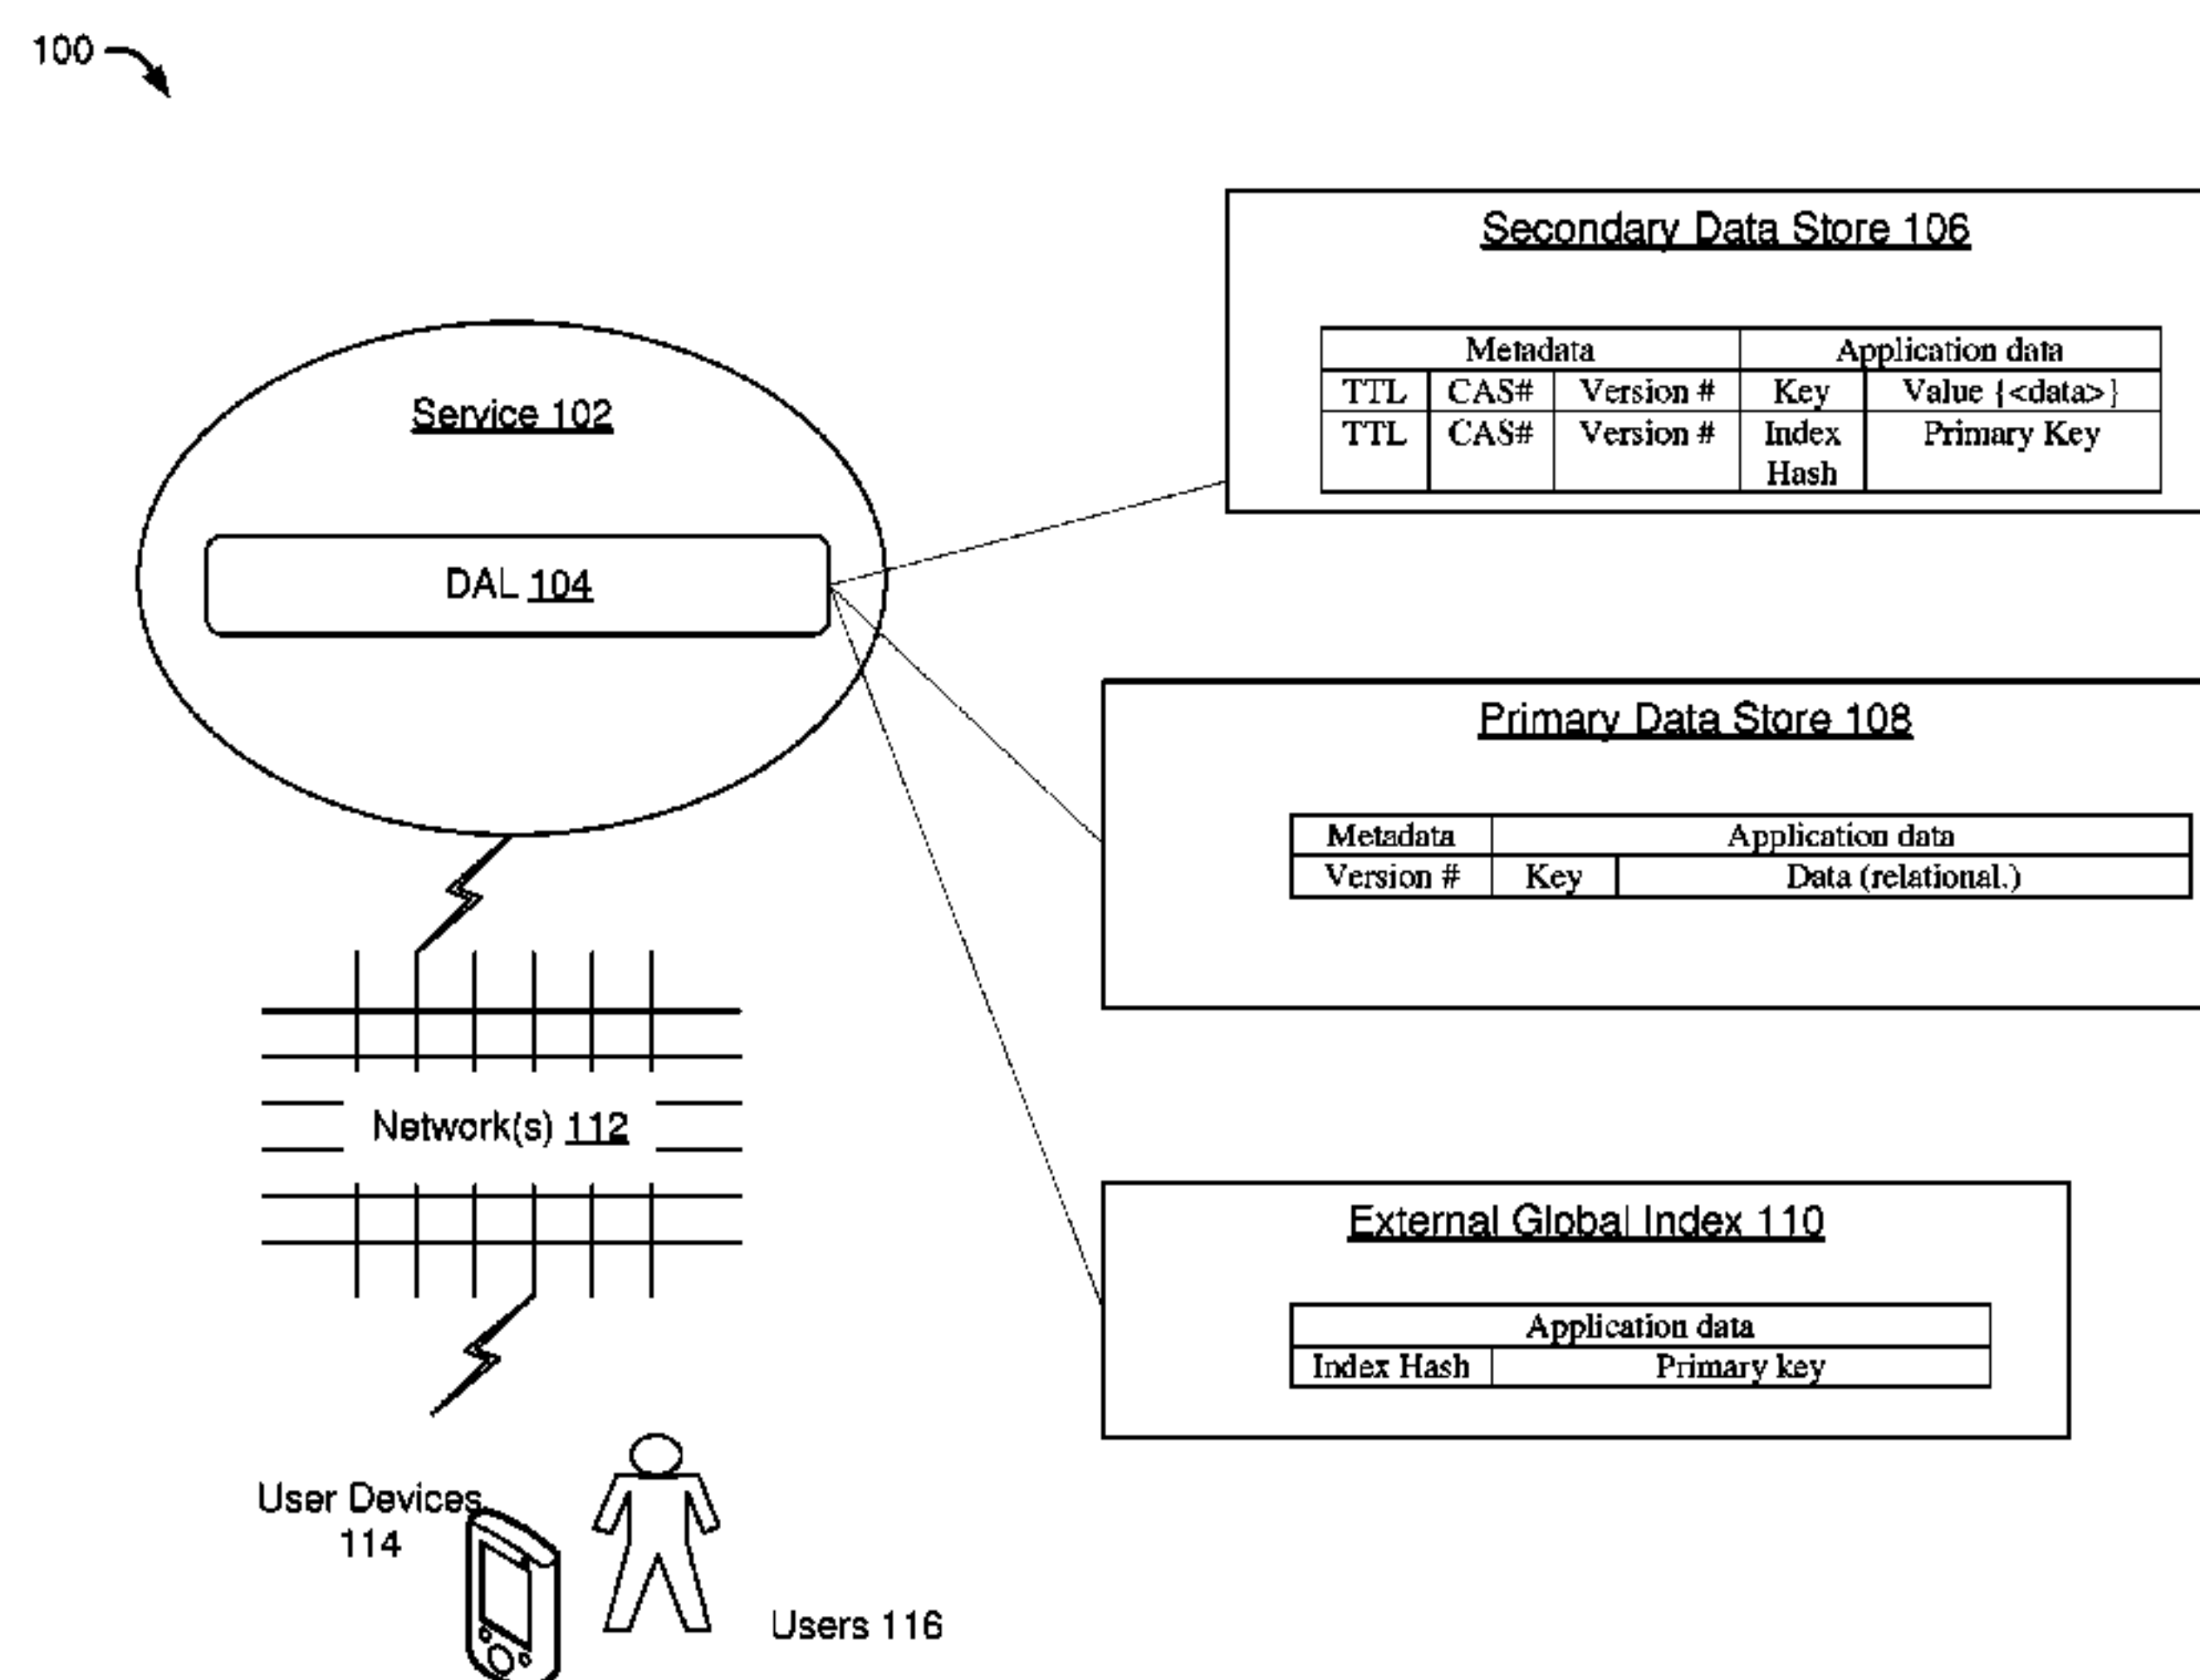 100
Secondary Data Store 106
Metadata Application data
TTL CAS# Version # Key Value {<data>}
TTL CAS# Version # Index Primary Key
Hash
Service 102
DAL 104
Primary Data Store 108
Metadata Application data
Version # Key Data (relational.)
Network(s) 112
External Global Index 110
Application data
Index Hash Primary key
User Devices
114
Users 116